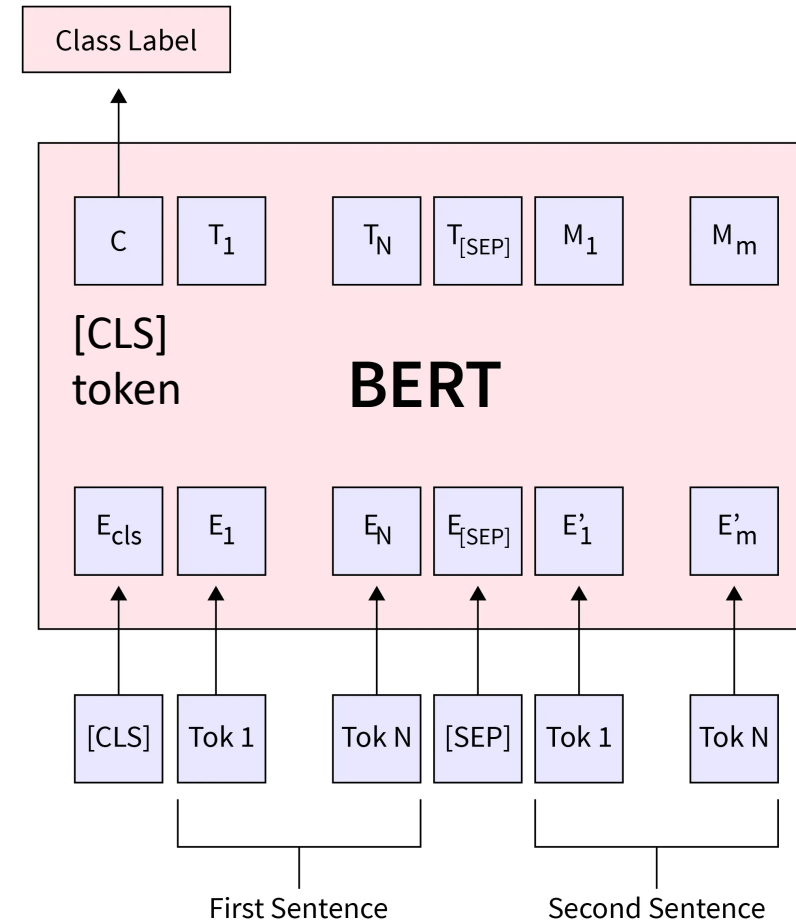 Class Label
C T1 TN T[SEP] M1 Mm
[CLS]
token
BERT
Ecls E1 EN E[SEP] E’1 E’m
[CLS] Tok 1 Tok N [SEP] Tok 1 Tok N
First Sentence Second Sentence